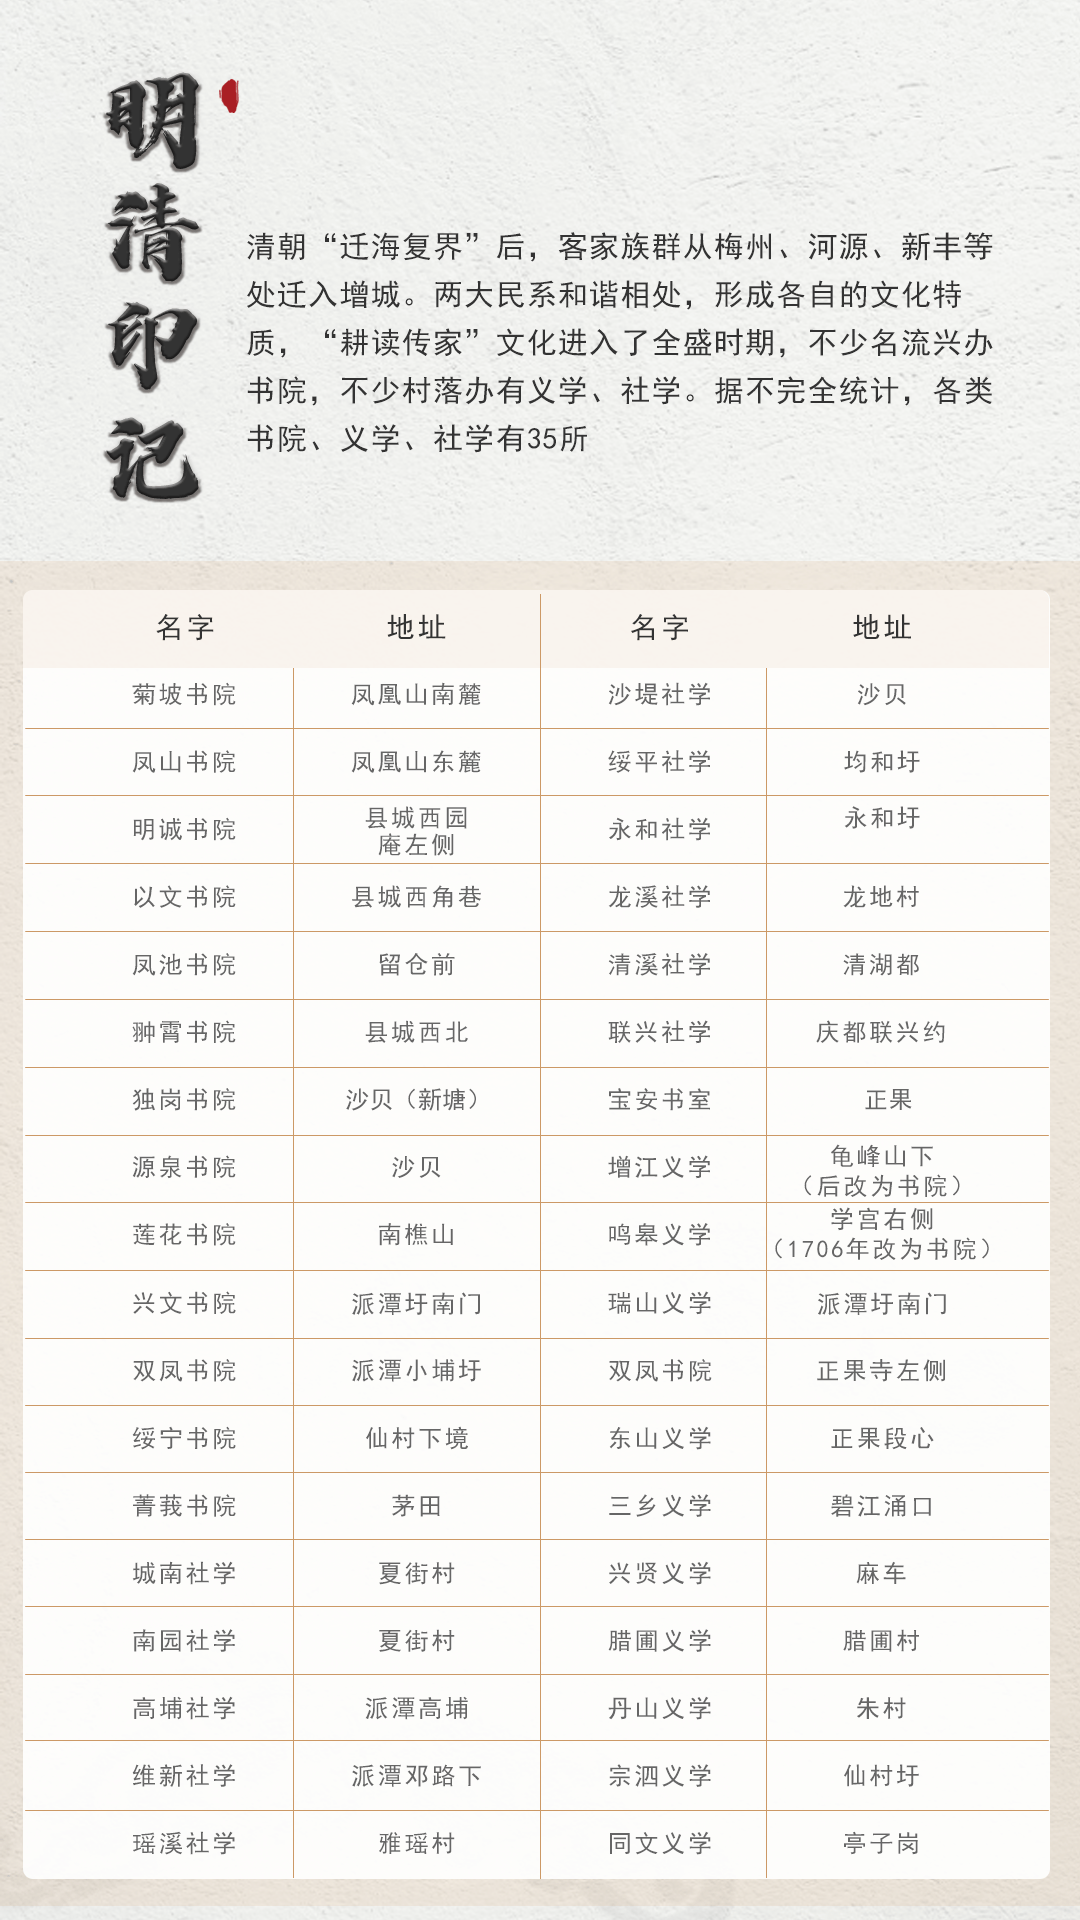 明清印记
清朝“迁海复界”后，客家族群从梅州、河源、新丰等
处迁入增城。两大民系和谐相处，形成各自的文化特
质，“耕读传家”文化进入了全盛时期，不少名流兴办
书院，不少村落办有义学、社学。据不完全统计，各类
书院、义学、社学有35所
名字 地址 名字 地址
菊坡书院 凤凰山南麓 沙堤社学 沙贝
凤山书院 凤凰山东麓 绥平社学 均和圩
明诚书院 县城西园 永和社学 永和圩
庵左侧
以文书院 县城西角巷 龙溪社学 龙地村
凤池书院 留仓前 清溪社学 清湖都
翀霄书院 县城西北 联兴社学 庆都联兴约
独岗书院 沙贝（新塘） 宝安书室 正果
源泉书院 沙贝 增江义学 龟峰山下
（后改为书院）
莲花书院 南樵山 鸣皋义学 学宫右侧
（1706年改为书院）
兴文书院 派潭圩南门 瑞山义学 派潭圩南门
双凤书院 派潭小埔圩 双凤书院 正果寺左侧
绥宁书院 仙村下境 东山义学 正果段心
菁莪书院 茅田 三乡义学 碧江涌口
城南社学 夏街村 兴贤义学 麻车
南园社学 夏街村 腊圃义学 腊圃村
高埔社学 派潭高埔 丹山义学 朱村
维新社学 派潭邓路下 宗泗义学 仙村圩
瑶溪社学 雅瑶村 同文义学 亭子岗